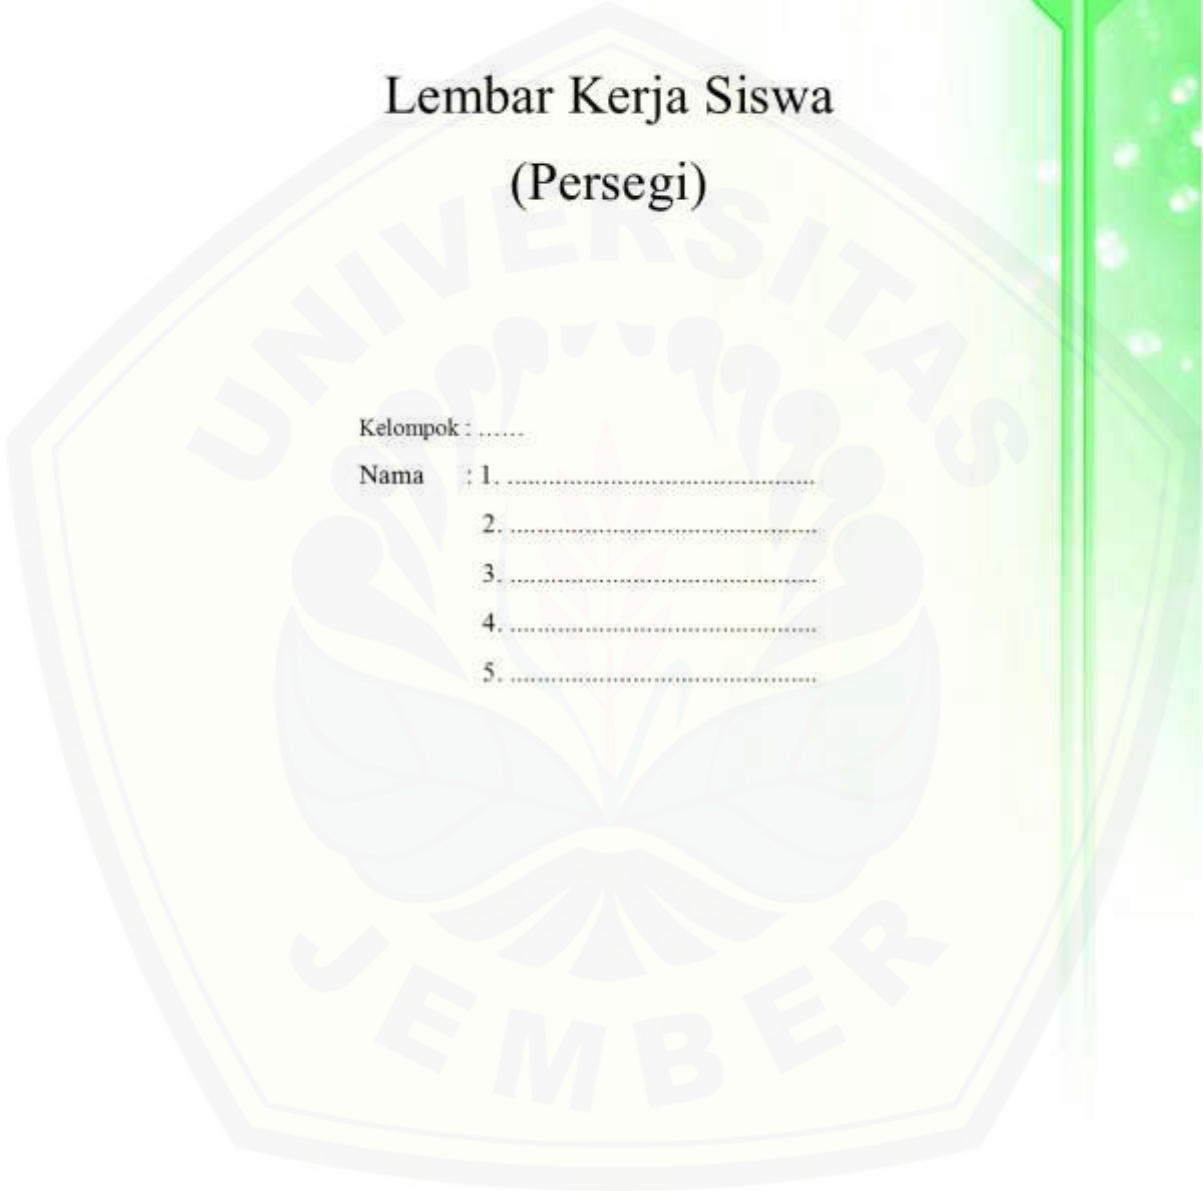 Lembar Kerja Siswa
(Persegi)
UNIVERSITAS
Kelompok : ......
Nama : 1. .............................................
2. .............................................
3. .............................................
4. .............................................
5. .............................................
JEMBER